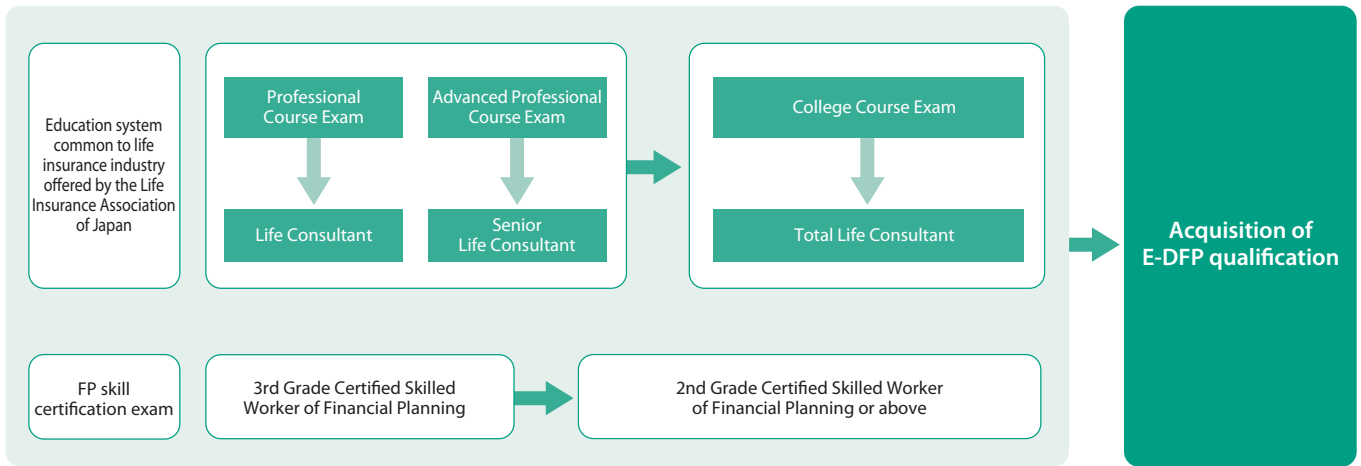 Education system
common to life
insurance industry
offered by the Life
Insurance Association
of Japan
Professional
Course Exam
Advanced Professional
Course Exam
Life Consultant
Senior
Life Consultant
College Course Exam
Total Life Consultant
FP skill
certification exam
3rd Grade Certified Skilled
Worker of Financial Planning
2nd Grade Certified Skilled Worker
of Financial Planning or above
Acquisition of
E-DFP qualification